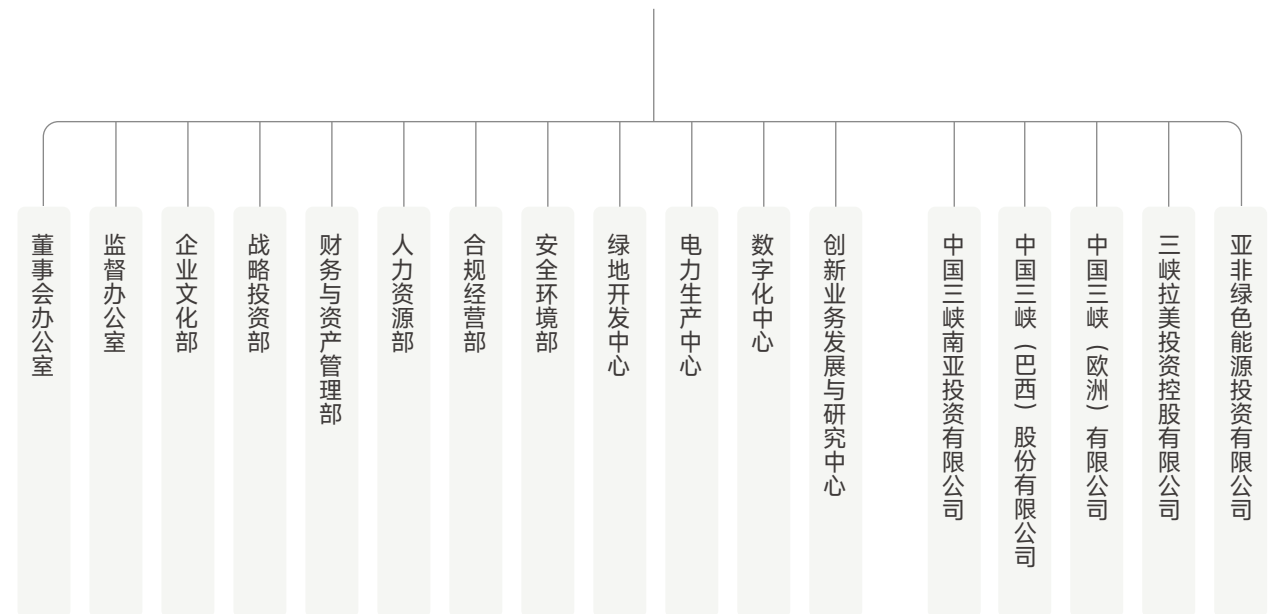 董事会办公室
监督办公室
企业文化部
战略投资部
财务与资产管理部
人力资源部
合规经营部
安全环境部
绿地开发中心
电力生产中心
数字化中心
创新业务发展与研究中心
中国三峡南亚投资有限公司
中国三峡（巴西）股份有限公司
中国三峡（欧洲）有限公司
三峡拉美投资控股有限公司
亚非绿色能源投资有限公司